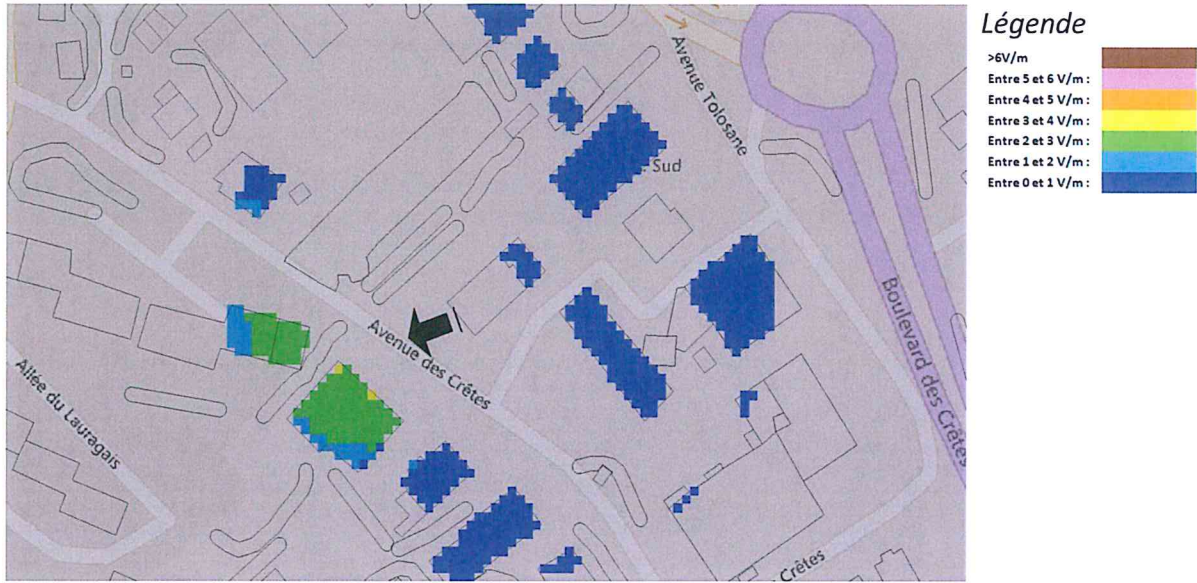 Légende
>6V/m
Entre 5 et 6 V/m :
Entre 4 et 5 V/m :
Entre 3 et 4 V/m :
Entre 2 et 3 V/m :
Entre 1 et 2 V/m :
Entre 0 et 1 V/m :
Avenue Tolosane
Sud
Boulevard des Crêtes
Avenue des Crêtes
Allée du Lauragais
Crêtes